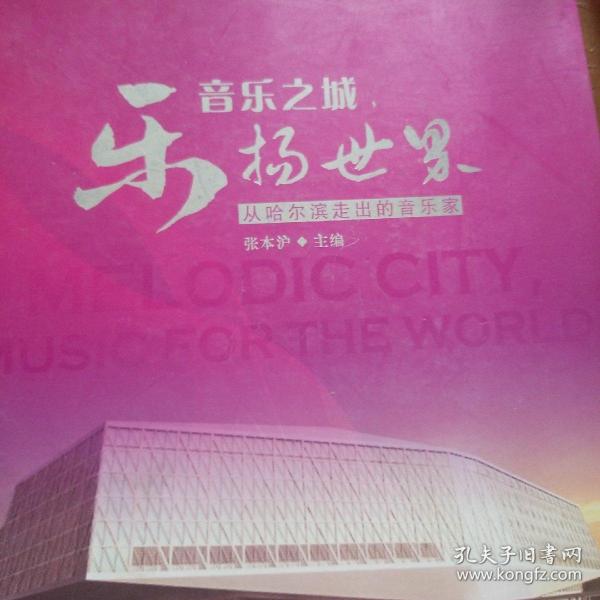 音乐之城，
乐扬世界
从哈尔滨走出的音乐家
张本沪◆主编
MELODIC CITY,
MUSIC FOR THE WORLD
孔夫子旧书网
www.kongfz.com